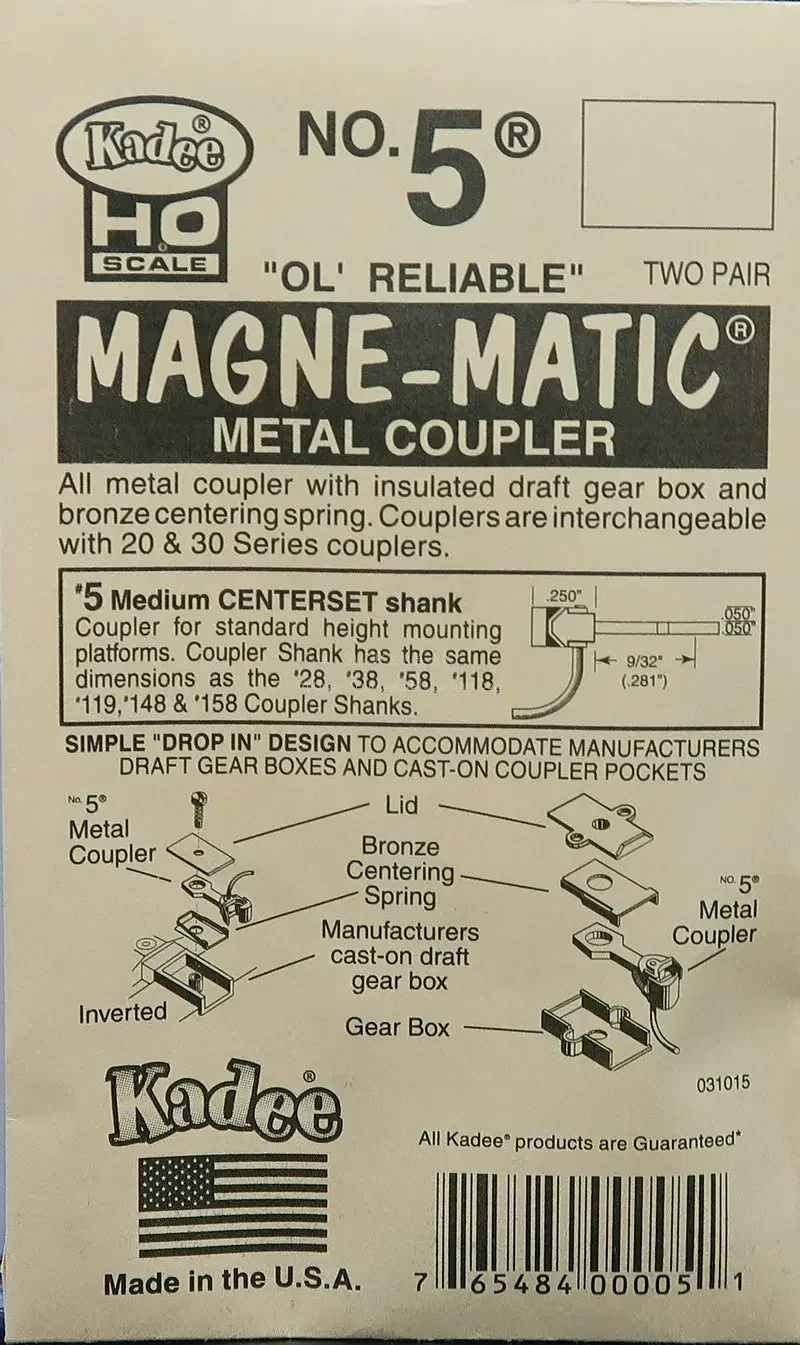 Kadee®
NO. 5®
HO
SCALE
"OL' RELIABLE"
TWO PAIR
MAGNE-MATIC®
METAL COUPLER
All metal coupler with insulated draft gear box and
bronze centering spring. Couplers are interchangeable
with 20 & 30 Series couplers.
#5 Medium CENTERSET shank
Coupler for standard height mounting
platforms. Coupler Shank has the same
dimensions as the #28, #38, #58, #118,
#119, #148 & #158 Coupler Shanks.
.250"
.050"
.050"
9/32"
(.281")
SIMPLE "DROP IN" DESIGN TO ACCOMMODATE MANUFACTURERS
DRAFT GEAR BOXES AND CAST-ON COUPLER POCKETS
No. 5®
Metal
Coupler
Lid
Bronze
Centering
Spring
Manufacturers
cast-on draft
gear box
Inverted
Gear Box
NO. 5®
Metal
Coupler
031015
Kadee®
All Kadee® products are Guaranteed*
Made in the U.S.A.
7 65484 00005 1